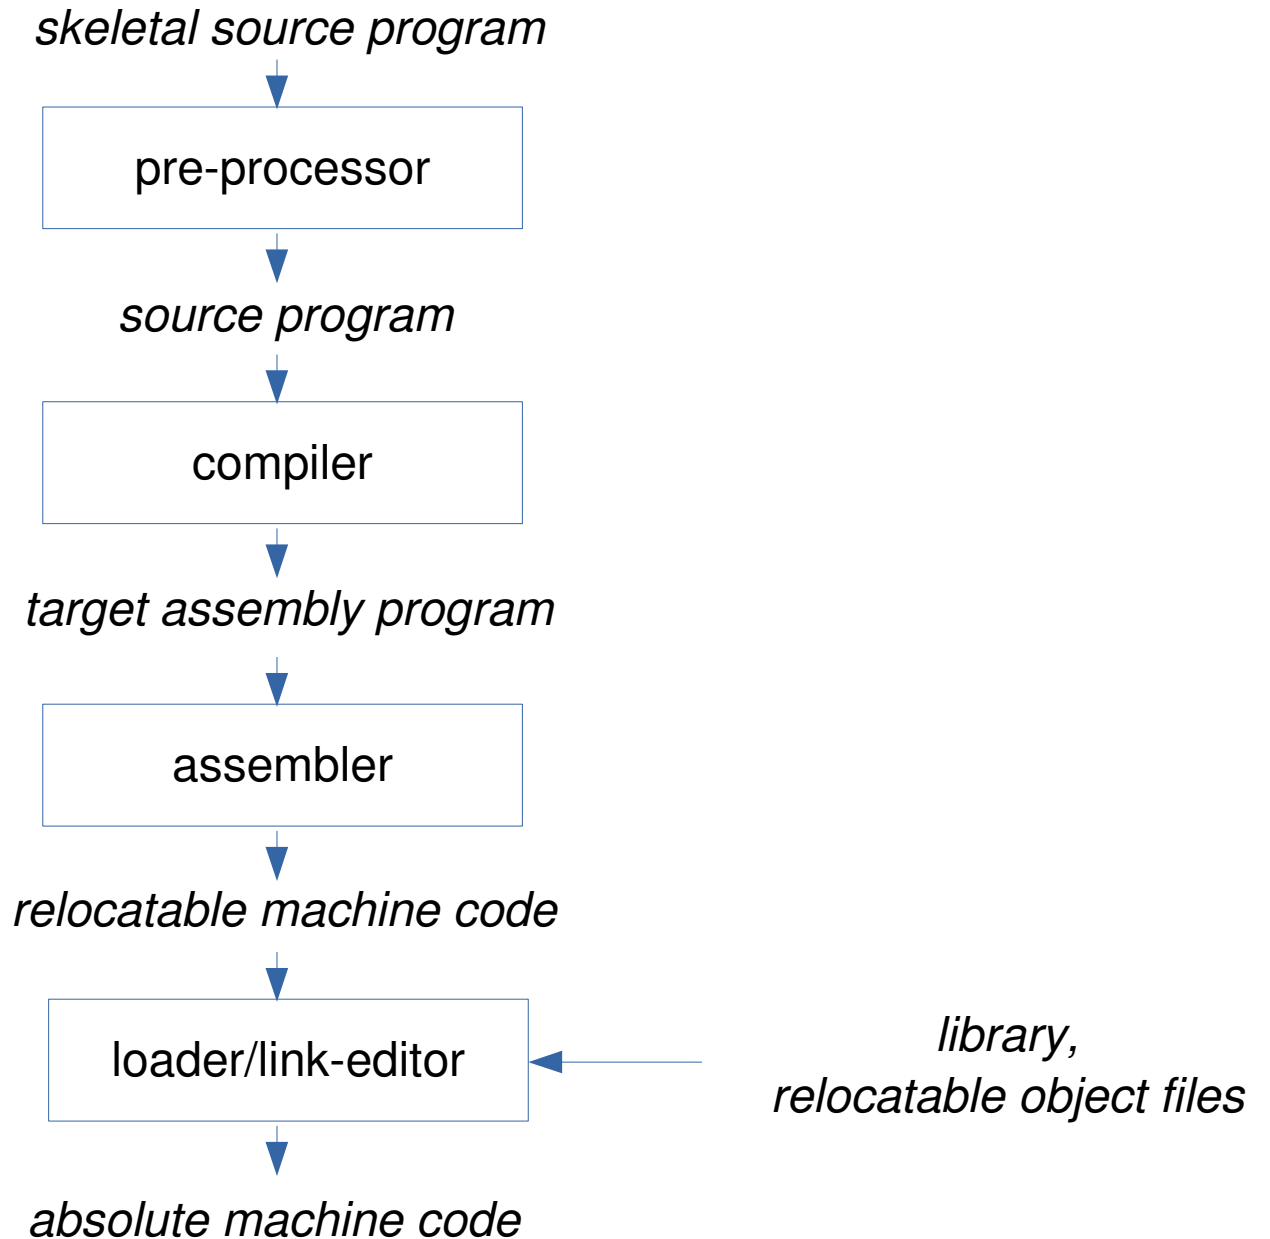 skeletal source program
pre-processor
source program
compiler
target assembly program
assembler
relocatable machine code
loader/link-editor
library,
relocatable object files
absolute machine code